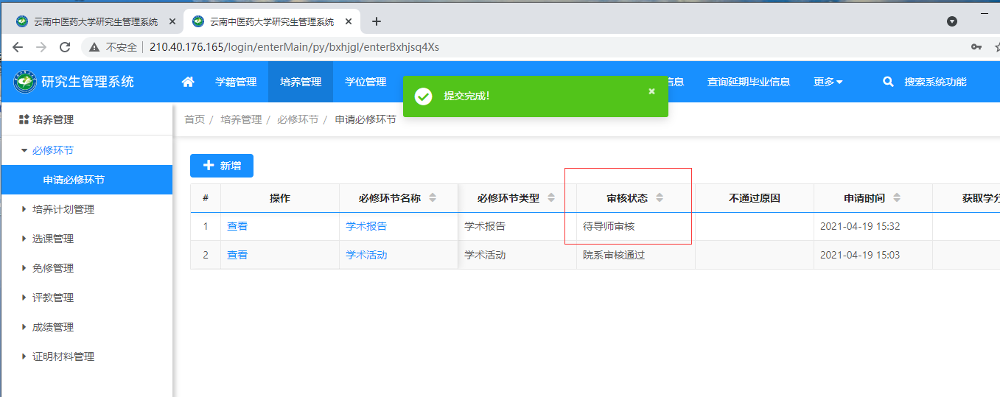 云南中医药大学研究生管理系统
云南中医药大学研究生管理系统
不安全 210.40.176.165/login/enterMain/py/bxhjgl/enterBxhjsq4Xs
研究生管理系统 学籍管理 培养管理 学位管理 信息 查询延期毕业信息 更多 搜索系统功能
提交完成!
培养管理
必修环节
申请必修环节
培养计划管理
选课管理
免修管理
评教管理
成绩管理
证明材料管理
首页 / 培养管理 / 必修环节 / 申请必修环节
新增
# 操作 必修环节名称 必修环节类型 审核状态 不通过原因 申请时间 获取学分
1 查看 学术报告 学术报告 待导师审核 2021-04-19 15:32
2 查看 学术活动 学术活动 院系审核通过 2021-04-19 15:03